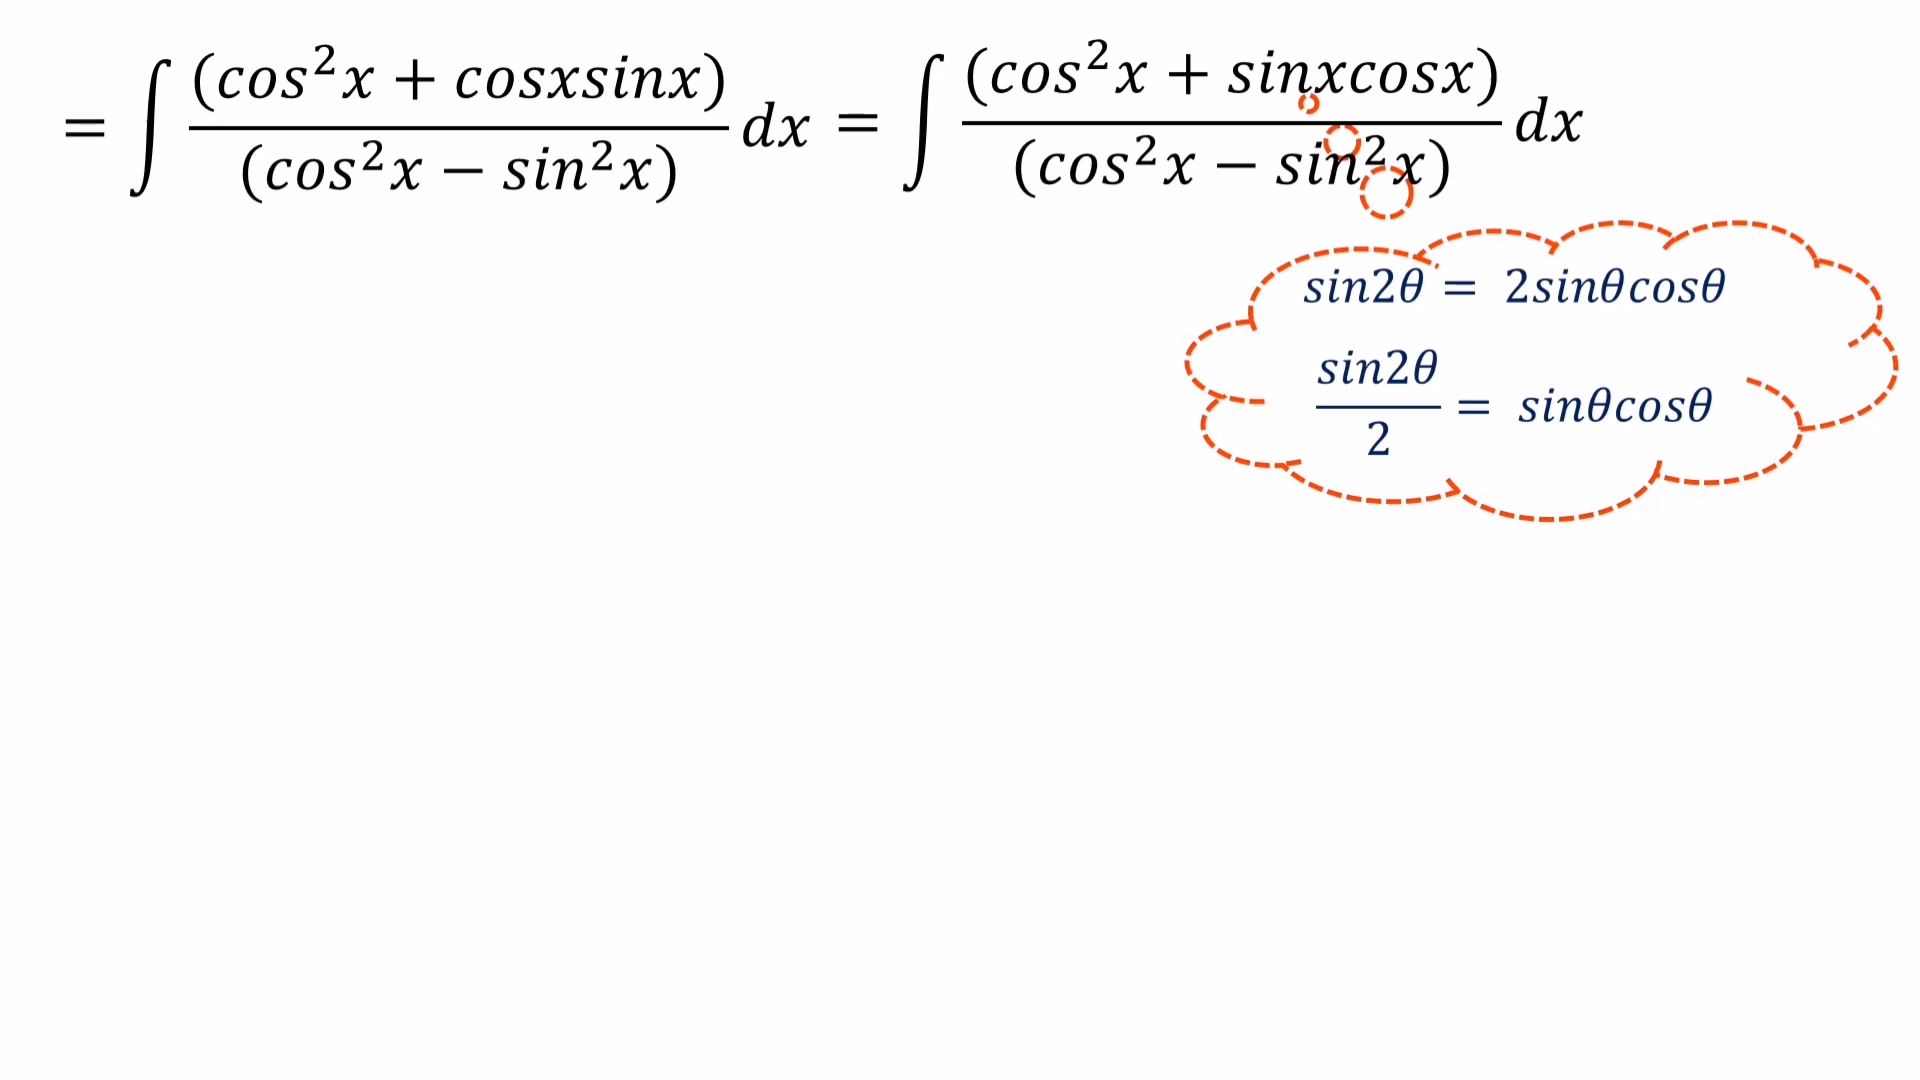 = ∫ (cos²x + cosxsinx) / (cos²x − sin²x) dx = ∫ (cos²x + sinxcosx) / (cos²x − sin²x) dx
sin2θ = 2sinθcosθ
sin2θ / 2 = sinθcosθ